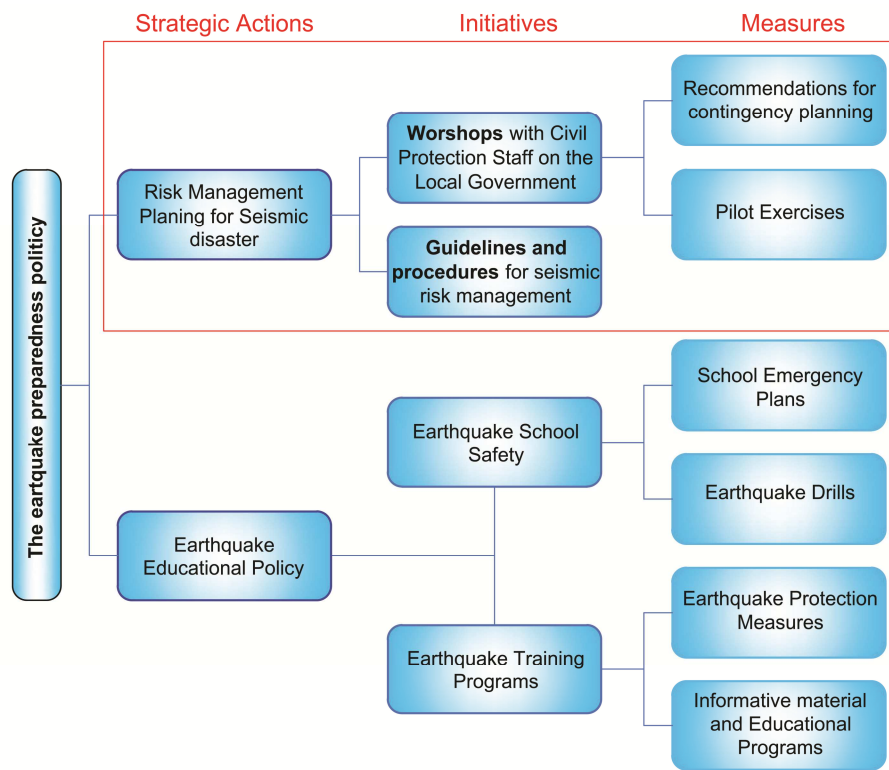 Strategic Actions
Initiatives
Measures
The eartquake preparedness politicy
Risk Management
Planing for Seismic
disaster
Worshops with Civil
Protection Staff on the
Local Government
Guidelines and
procedures for seismic
risk management
Recommendations for
contingency planning
Pilot Exercises
Earthquake
Educational Policy
Earthquake School
Safety
School Emergency
Plans
Earthquake Drills
Earthquake Training
Programs
Earthquake Protection
Measures
Informative material
and Educational
Programs